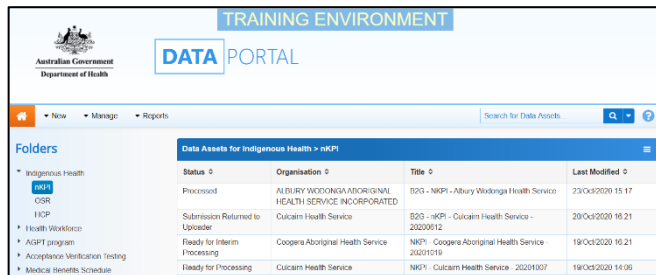 TRAINING ENVIRONMENT
Australian Government
Department of Health
DATA PORTAL
New Manage Reports
Search for Data Assets..
Folders
Data Assets for Indigenous Health > nKPI
Indigenous Health
nKPI
OSR
HCP
Health Workforce
AGPT program
Acceptance Verification Testing
Medical Benefits Schedule
Status Organisation Title Last Modified
Processed ALBURY WODONGA ABORIGINAL B2G - NKPI - Albury Wodonga Health Service 23/Oct/2020 15:17
HEALTH SERVICE INCORPORATED
Submission Returned to Culcairn Health Service B2G - nKPI - Culcairn Health Service - 20/Oct/2020 16:21
Uploader 20200612
Ready for Interim Coogera Aboriginal Health Service NKPI - Coogera Aboriginal Health Service - 19/Oct/2020 16:21
Processing 20201019
Ready for Processing Culcairn Health Service NKPI - Culcairn Health Service - 20201007 19/Oct/2020 14:06